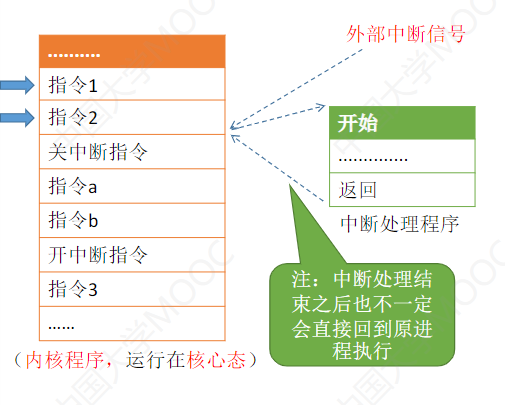 外部中断信号
..........
指令1
指令2
关中断指令
指令a
指令b
开中断指令
指令3
......
（内核程序，运行在核心态）
开始
..............
返回
中断处理程序
注：中断处理结
束之后也不一定
会直接回到原进
程执行
中国大学MOOC